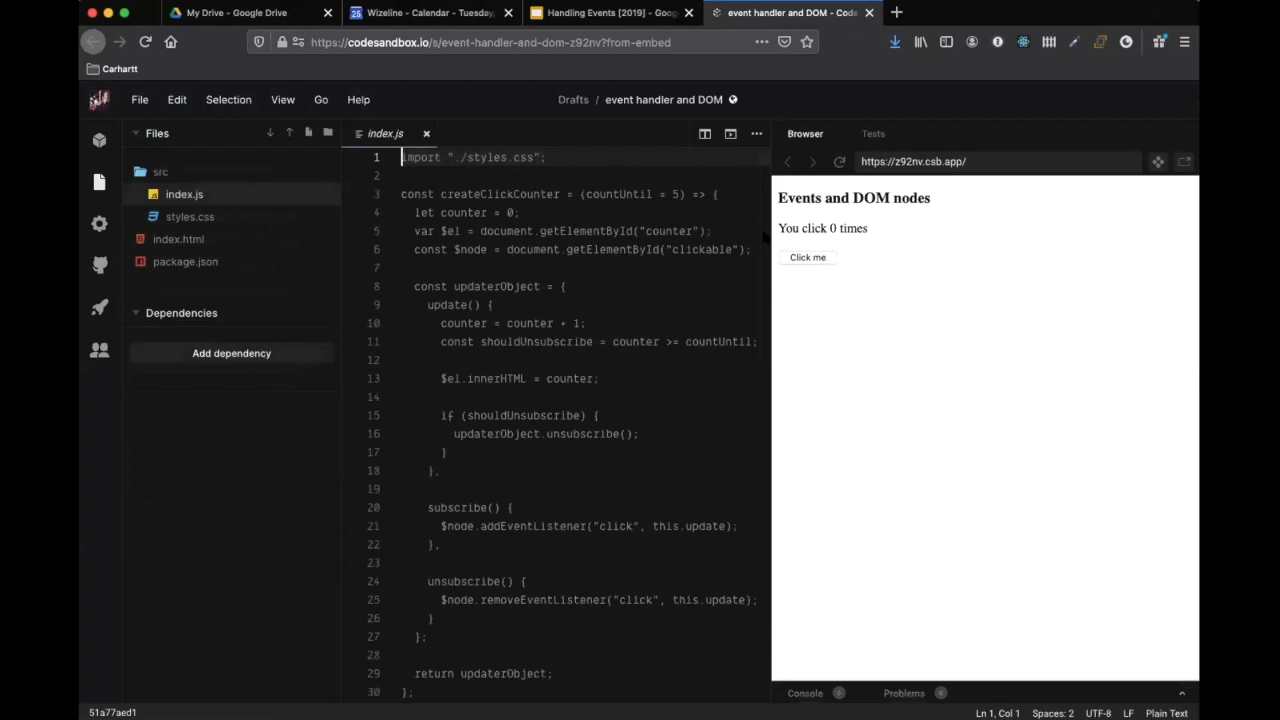 My Drive - Google Drive
Wizeline - Calendar - Tuesday,
Handling Events [2019] - Goog
event handler and DOM - Code
https://codesandbox.io/s/event-handler-and-dom-z92nv?from-embed
Carhartt
File Edit Selection View Go Help
Drafts / event handler and DOM
Files
src
index.js
styles.css
index.html
package.json
Dependencies
Add dependency
index.js
1 import "./styles.css";
2
3 const createClickCounter = (countUntil = 5) => {
4 let counter = 0;
5 var $el = document.getElementById("counter");
6 const $node = document.getElementById("clickable");
7
8 const updaterObject = {
9 update() {
10 counter = counter + 1;
11 const shouldUnsubscribe = counter >= countUntil;
12
13 $el.innerHTML = counter;
14
15 if (shouldUnsubscribe) {
16 updaterObject.unsubscribe();
17 }
18 },
19
20 subscribe() {
21 $node.addEventListener("click", this.update);
22 },
23
24 unsubscribe() {
25 $node.removeEventListener("click", this.update);
26 }
27 };
28
29 return updaterObject;
30 };
Browser Tests
https://z92nv.csb.app/
Events and DOM nodes
You click 0 times
Click me
Console 0 Problems 0
51a77aed1
Ln 1, Col 1 Spaces: 2 UTF-8 LF Plain Text